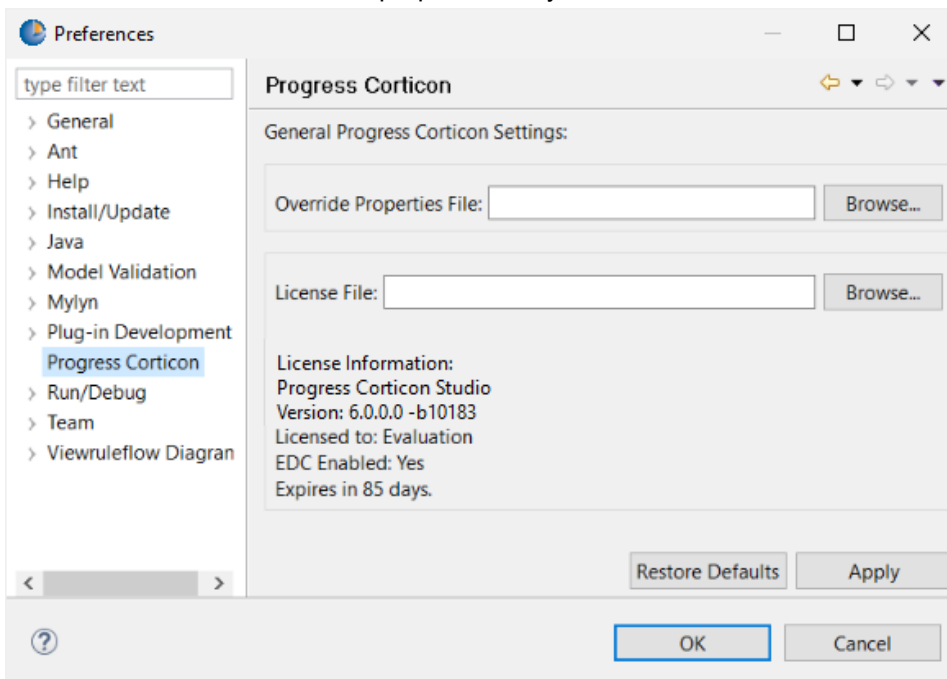 Preferences
type filter text
Progress Corticon
General
Ant
Help
Install/Update
Java
Model Validation
Mylyn
Plug-in Development
Progress Corticon
Run/Debug
Team
Viewruleflow Diagran
General Progress Corticon Settings:
Override Properties File:
Browse...
License File:
Browse...
License Information:
Progress Corticon Studio
Version: 6.0.0.0 -b10183
Licensed to: Evaluation
EDC Enabled: Yes
Expires in 85 days.
Restore Defaults
Apply
?
OK
Cancel